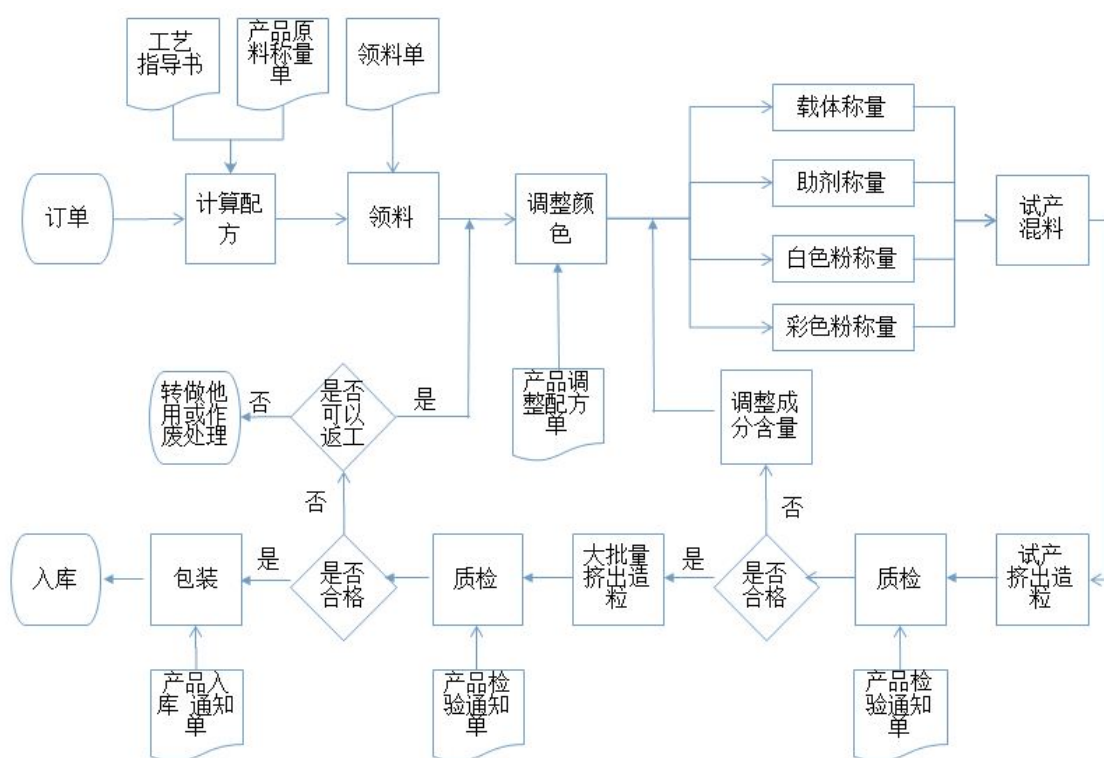 工艺
指导书
产品原
料称量
单
领料单
载体称量
助剂称量
白色粉称量
彩色粉称量
订单
计算配
方
领料
调整颜
色
试产
混料
转做他
用或作
废处理
否
是否
可以
返工
是
产品调
整配方
单
调整成
分含量
否
否
入库
包装
是
是否
合格
质检
大批量
挤出造
粒
是
是否
合格
质检
试产
挤出造
粒
产品入
库 通知
单
产品检
验通知
单
产品检
验通知
单